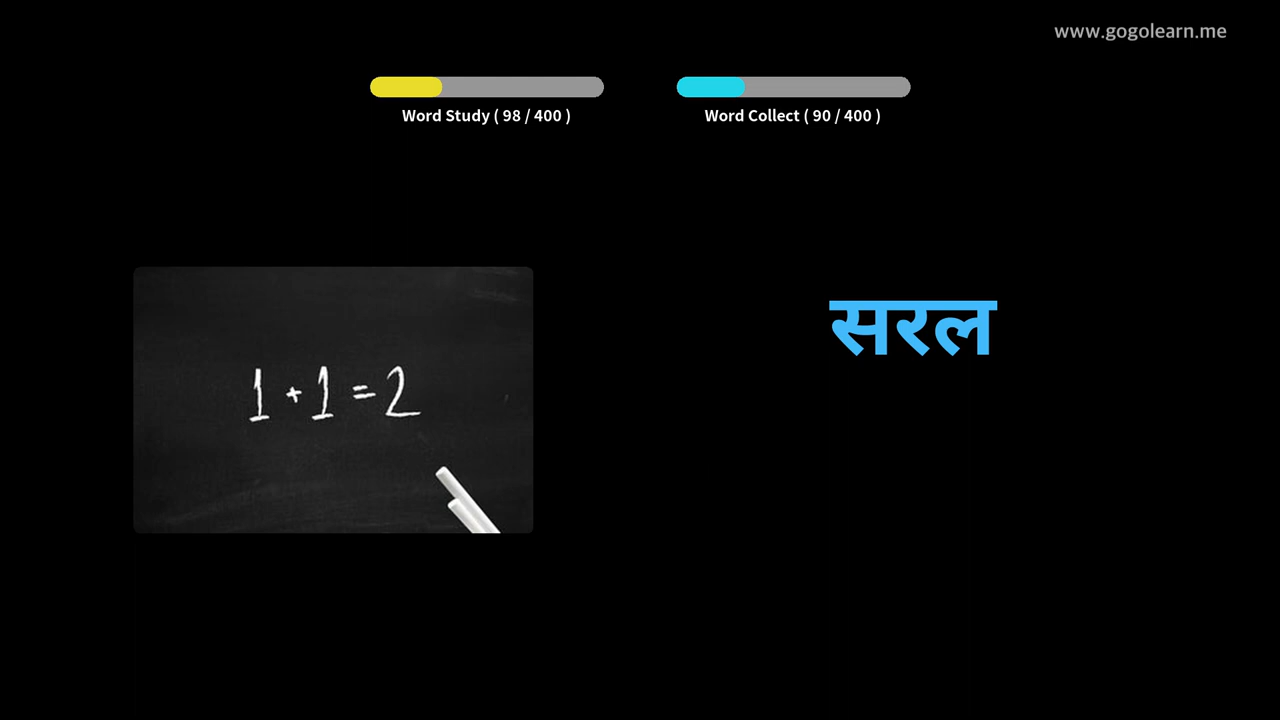 www.gogolearn.me
Word Study ( 98 / 400 )
Word Collect ( 90 / 400 )
सरल
1 + 1 = 2